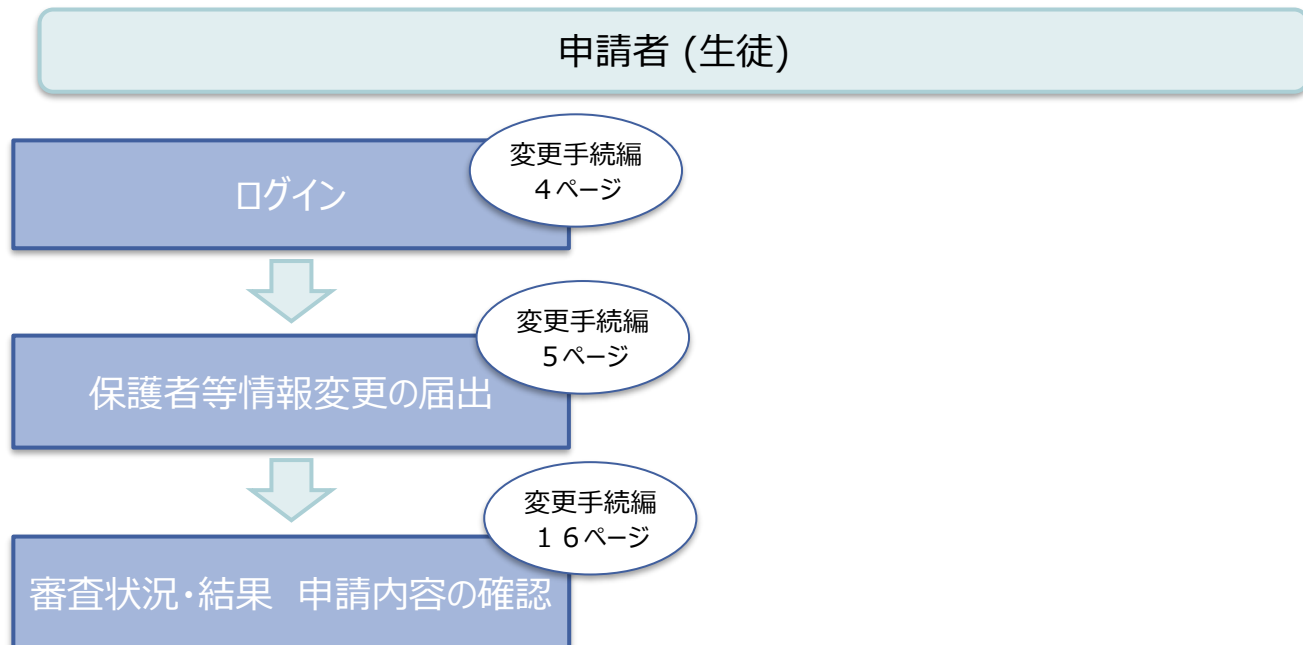 申請者 (生徒)
変更手続編
４ページ
ログイン
変更手続編
５ページ
保護者等情報変更の届出
変更手続編
１６ページ
審査状況・結果　申請内容の確認